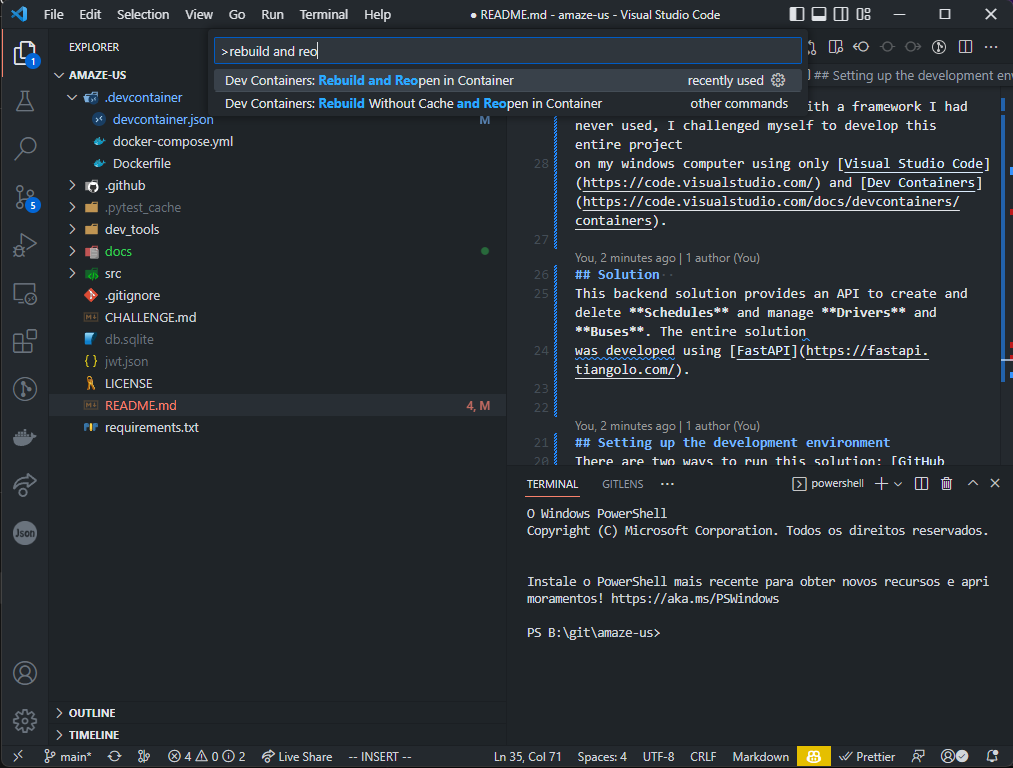 File Edit Selection View Go Run Terminal Help ● README.md - amaze-us - Visual Studio Code
EXPLORER
>rebuild and reo
Dev Containers: Rebuild and Reopen in Container recently used
Dev Containers: Rebuild Without Cache and Reopen in Container other commands
1
AMAZE-US
.devcontainer
devcontainer.json M
docker-compose.yml
Dockerfile
.github
.pytest_cache
5
dev_tools
docs
src
.gitignore
CHALLENGE.md
db.sqlite
jwt.json
LICENSE
README.md 4, M
requirements.txt
Json
OUTLINE
TIMELINE
## Setting up the development
th a framework I had
never used, I challenged myself to develop this
entire project
28 on my windows computer using only [Visual Studio Code]
(https://code.visualstudio.com/) and [Dev Containers]
(https://code.visualstudio.com/docs/devcontainers/
containers).
27
You, 2 minutes ago | 1 author (You)
26 ## Solution
25 This backend solution provides an API to create and
delete **Schedules** and manage **Drivers** and
**Buses**. The entire solution
24 was developed using [FastAPI](https://fastapi.
tiangolo.com/).
23
22
You, 2 minutes ago | 1 author (You)
21 ## Setting up the development environment
20 There are two ways to run this solution: [GitHub
TERMINAL GITLENS ··· powershell
O Windows PowerShell
Copyright (C) Microsoft Corporation. Todos os direitos reservados.
Instale o PowerShell mais recente para obter novos recursos e apri
moramentos! https://aka.ms/PSWindows
PS B:\git\amaze-us>
main* 4 0 2 Live Share -- INSERT -- Ln 35, Col 71 Spaces: 4 UTF-8 CRLF Markdown Prettier